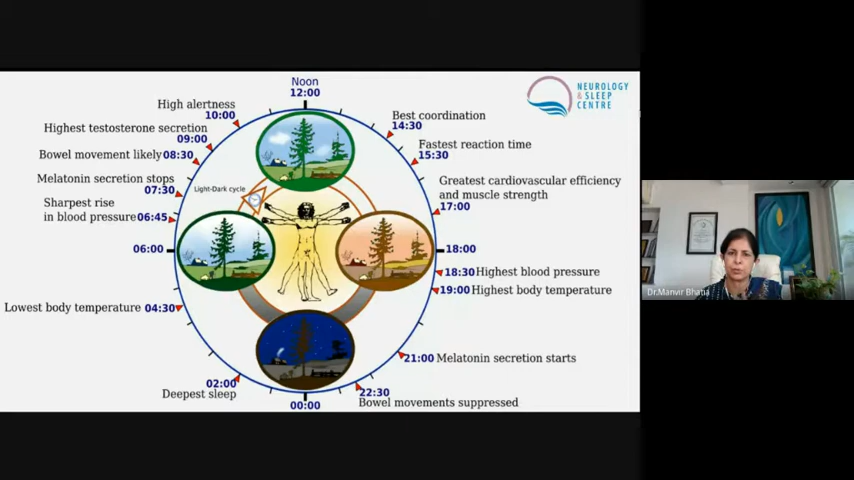 Noon
12:00
NEUROLOGY
& SLEEP
CENTRE
High alertness
10:00
Highest testosterone secretion
09:00
Bowel movement likely 08:30
Melatonin secretion stops
07:30
Sharpest rise
in blood pressure 06:45
06:00
Lowest body temperature 04:30
02:00
Deepest sleep
00:00
Light-Dark cycle
Best coordination
14:30
Fastest reaction time
15:30
Greatest cardiovascular efficiency
and muscle strength
17:00
18:00
18:30 Highest blood pressure
19:00 Highest body temperature
21:00 Melatonin secretion starts
22:30
Bowel movements suppressed
Dr.Manvir Bhatia